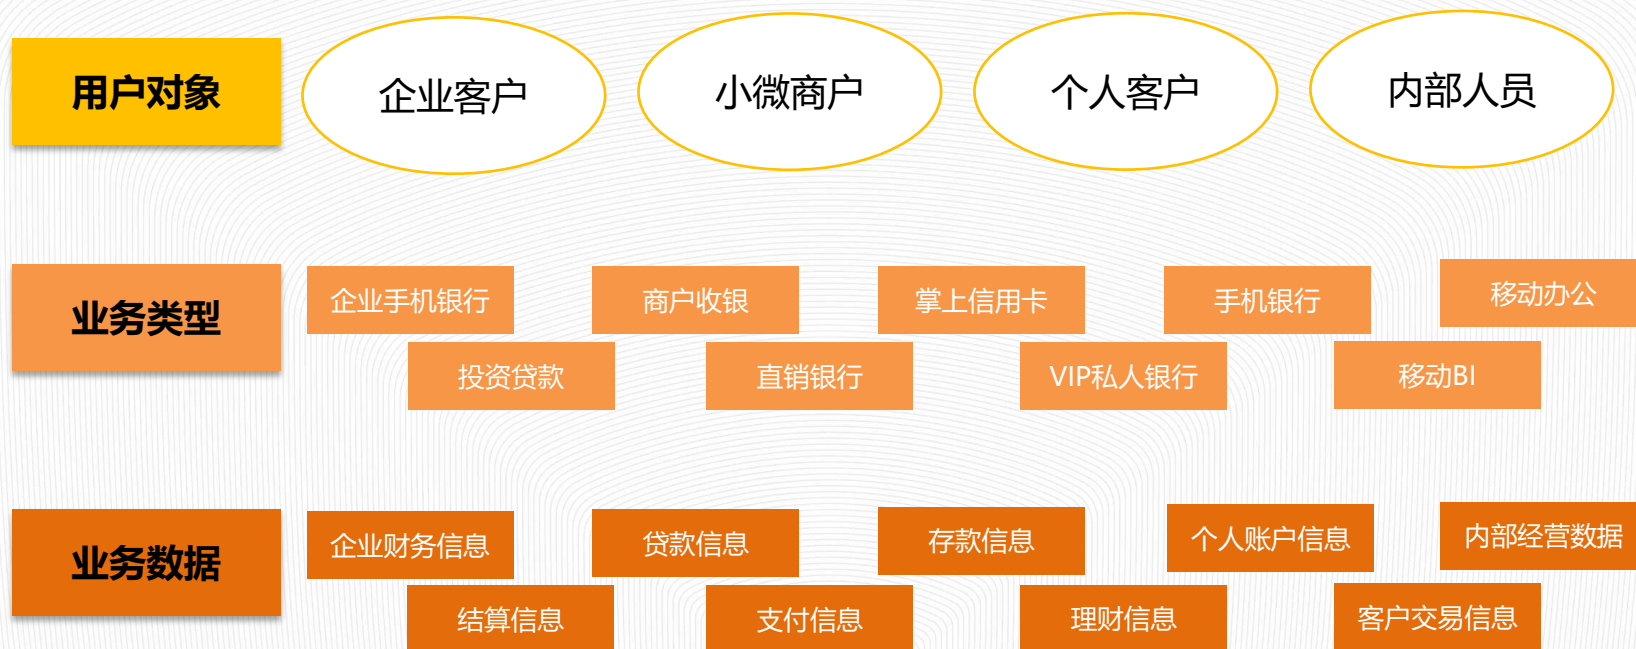 用户对象
企业客户
小微商户
个人客户
内部人员
业务类型
企业手机银行
商户收银
掌上信用卡
手机银行
移动办公
投资贷款
直销银行
VIP私人银行
移动BI
业务数据
企业财务信息
贷款信息
存款信息
个人账户信息
内部经营数据
结算信息
支付信息
理财信息
客户交易信息